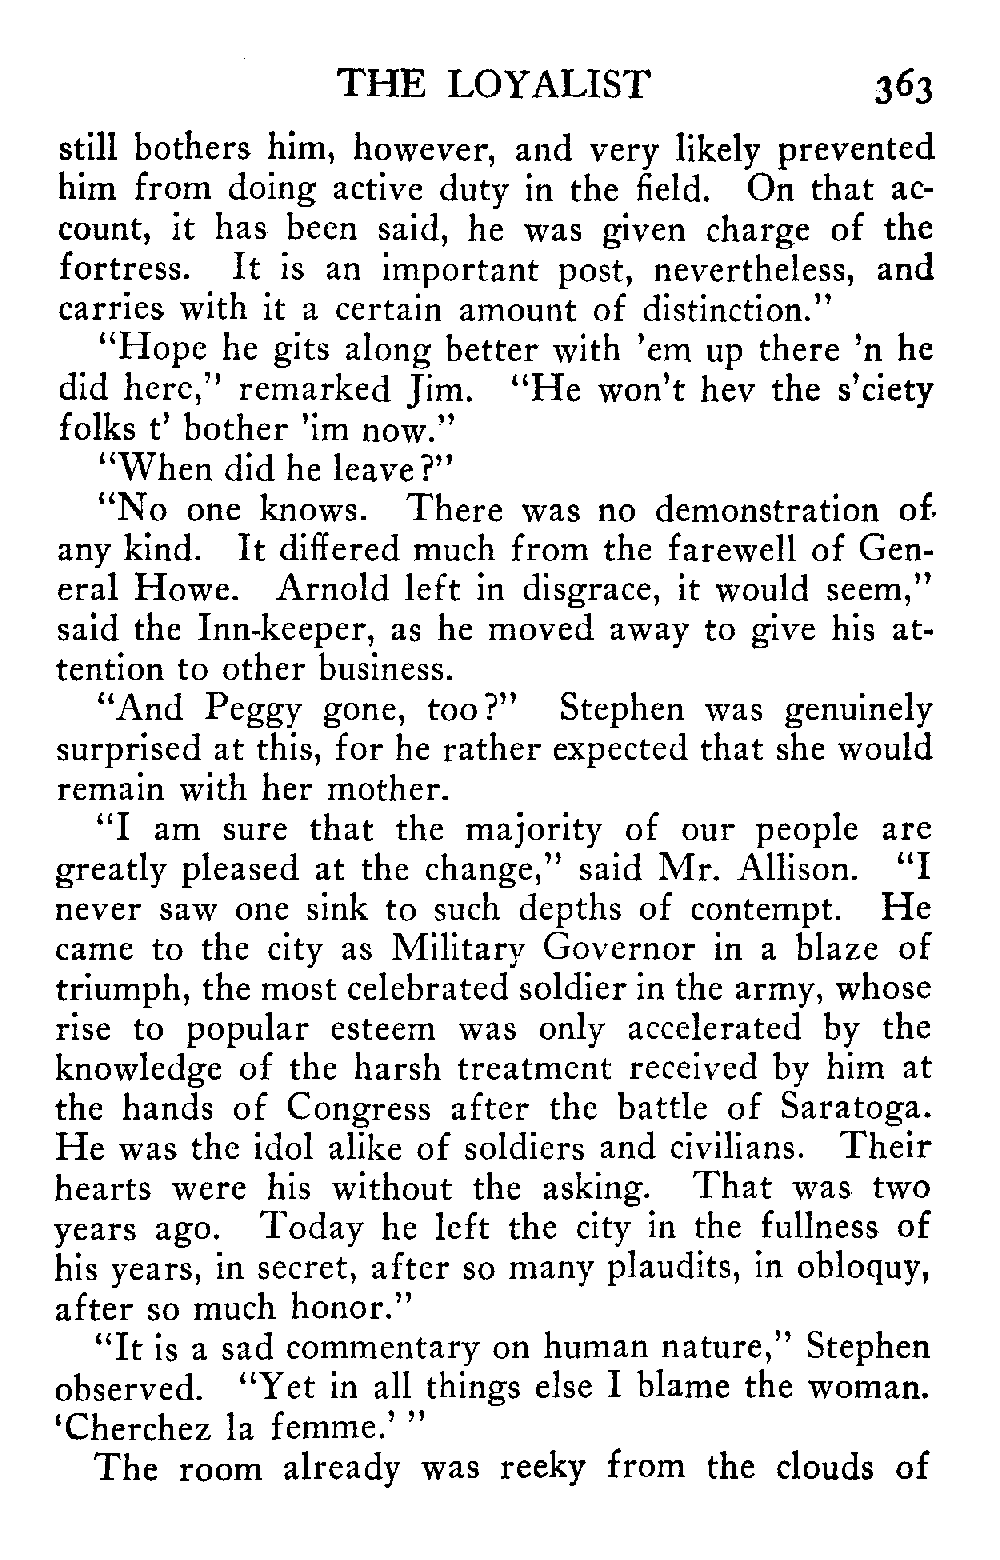 THE LOYALIST 363
still bothers him, however, and very likely prevented
him from doing active duty in the field. On that ac-
count, it has been said, he was given charge of the
fortress. It is an important post, nevertheless, and
carries with it a certain amount of distinction."
"Hope he gits along better with 'em up there 'n he
did here," remarked Jim. "He won't hev the s'ciety
folks t' bother 'im now."
"When did he leave?"
"No one knows. There was no demonstration of
any kind. It differed much from the farewell of Gen-
eral Howe. Arnold left in disgrace, it would seem,"
said the Inn-keeper, as he moved away to give his at-
tention to other business.
"And Peggy gone, too?" Stephen was genuinely
surprised at this, for he rather expected that she would
remain with her mother.
"I am sure that the majority of our people are
greatly pleased at the change," said Mr. Allison. "I
never saw one sink to such depths of contempt. He
came to the city as Military Governor in a blaze of
triumph, the most celebrated soldier in the army, whose
rise to popular esteem was only accelerated by the
knowledge of the harsh treatment received by him at
the hands of Congress after the battle of Saratoga.
He was the idol alike of soldiers and civilians. Their
hearts were his without the asking. That was two
years ago. Today he left the city in the fullness of
his years, in secret, after so many plaudits, in obloquy,
after so much honor."
"It is a sad commentary on human nature," Stephen
observed. "Yet in all things else I blame the woman.
'Cherchez la femme.' "
The room already was reeky from the clouds of